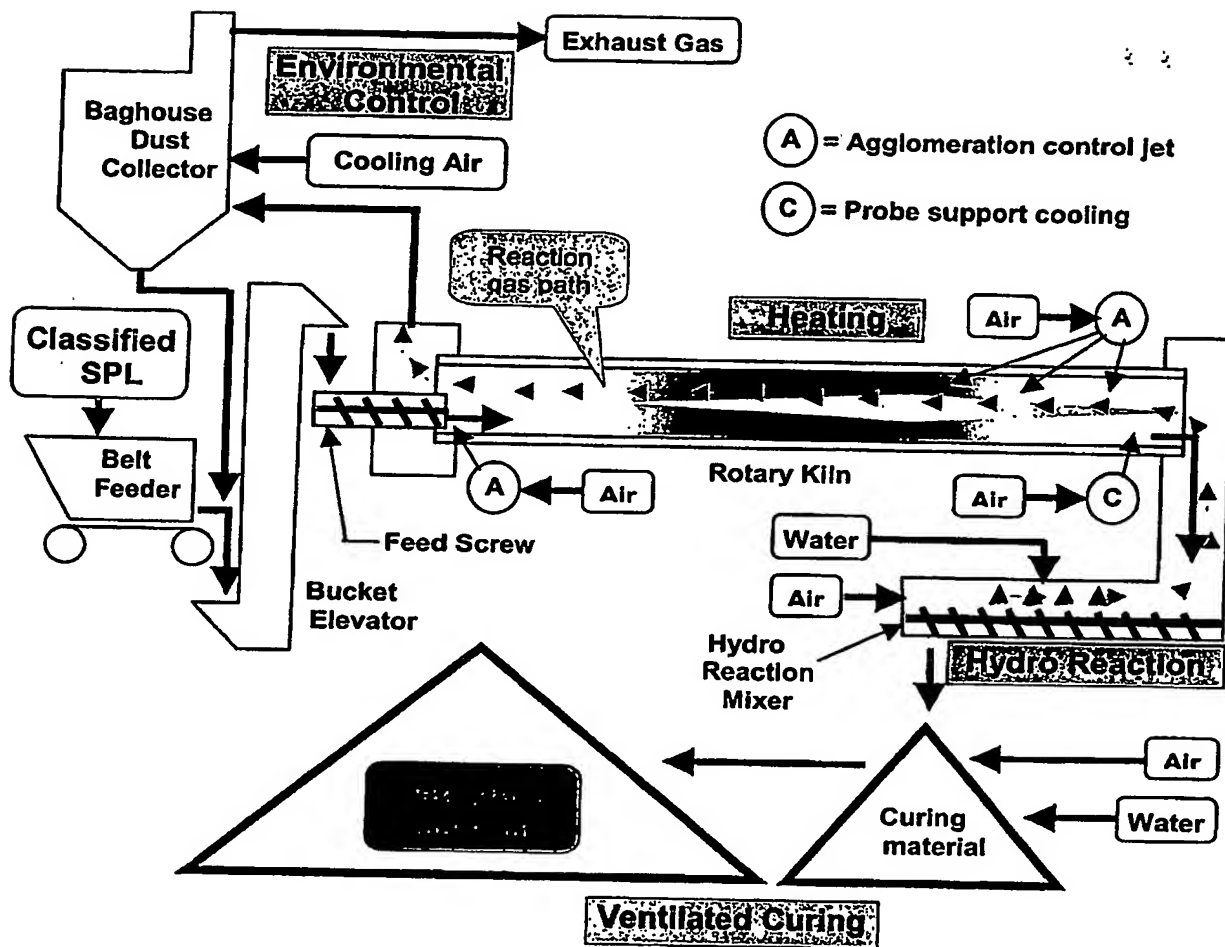 Exhaust Gas
Environmental
Control
Baghouse
Dust
Collector
Cooling Air
A = Agglomeration control jet
C = Probe support cooling
Reaction
gas path
Classified
SPL
Heating
Air
A
Belt
Feeder
A
Air
Rotary Kiln
Air
C
Feed Screw
Water
Bucket
Elevator
Air
Hydro
Reaction
Mixer
Hydro Reaction
Air
Curing
material
Water
Ventilated Curing